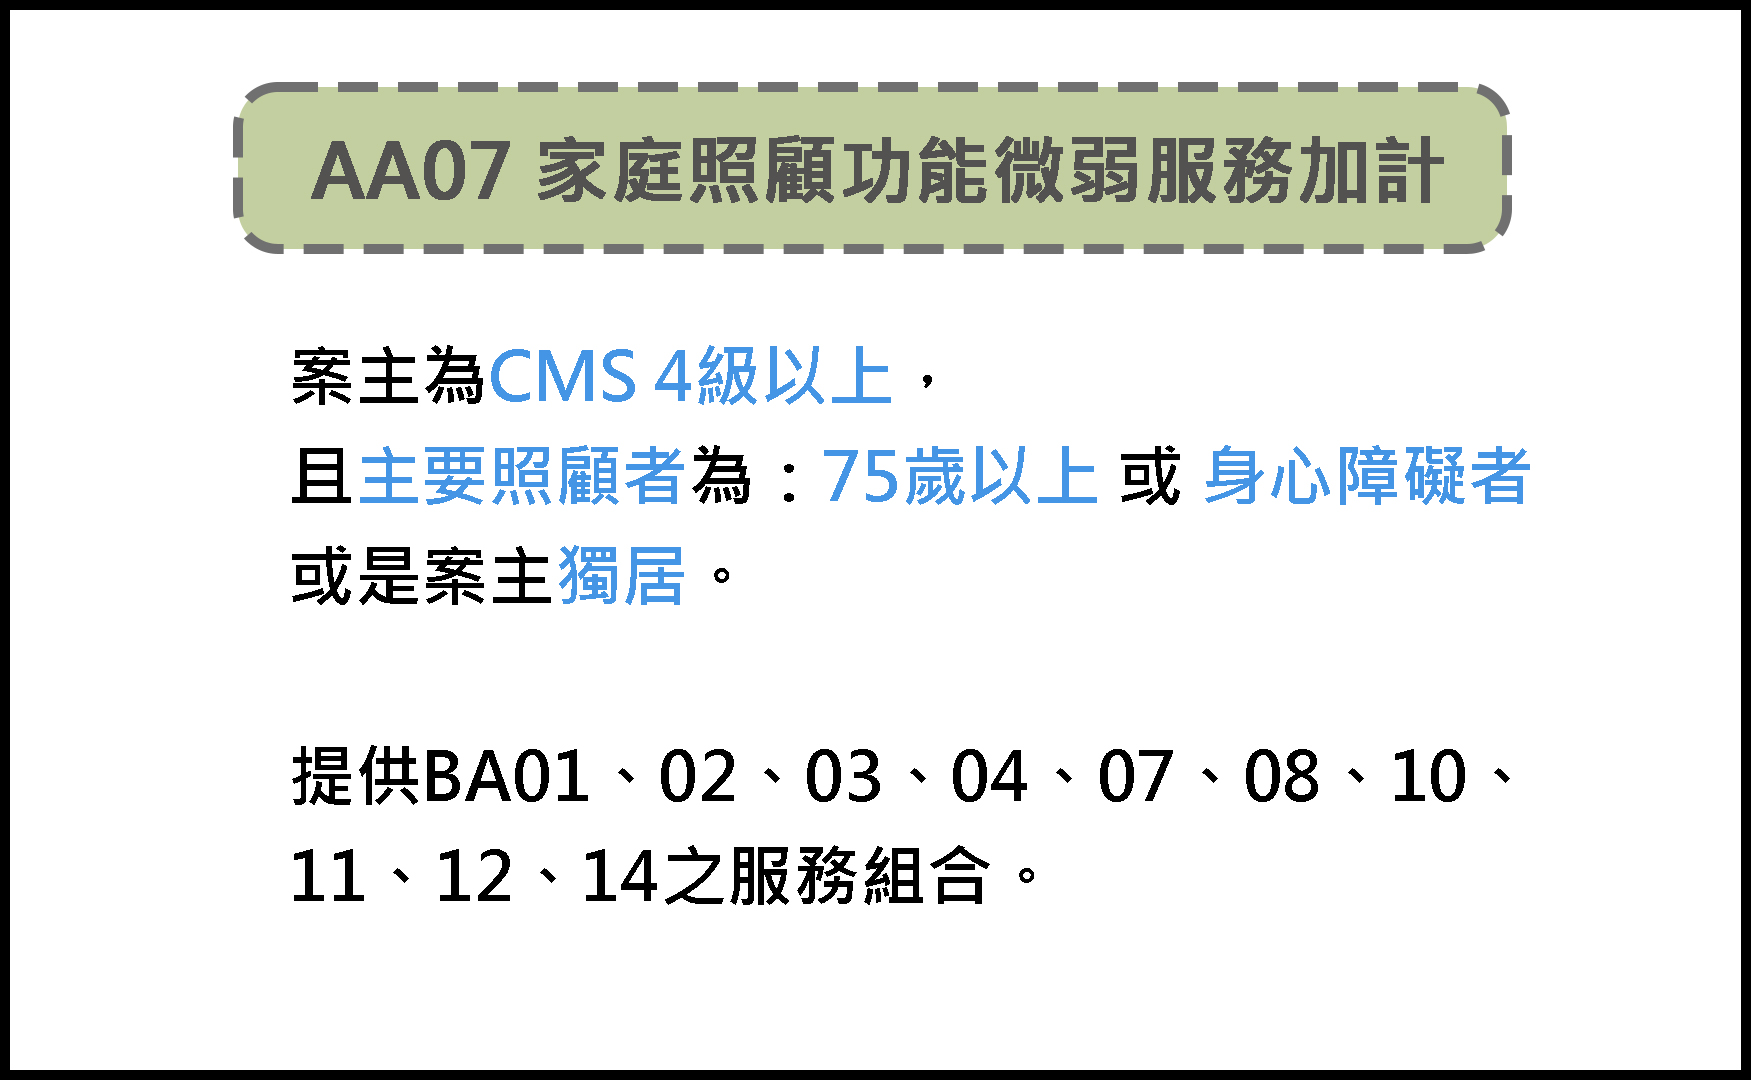 AA07 家庭照顧功能微弱服務加計
案主為CMS 4級以上，
且主要照顧者為：75歲以上 或 身心障礙者
或是案主獨居。
提供BA01、02、03、04、07、08、10、
11、12、14之服務組合。